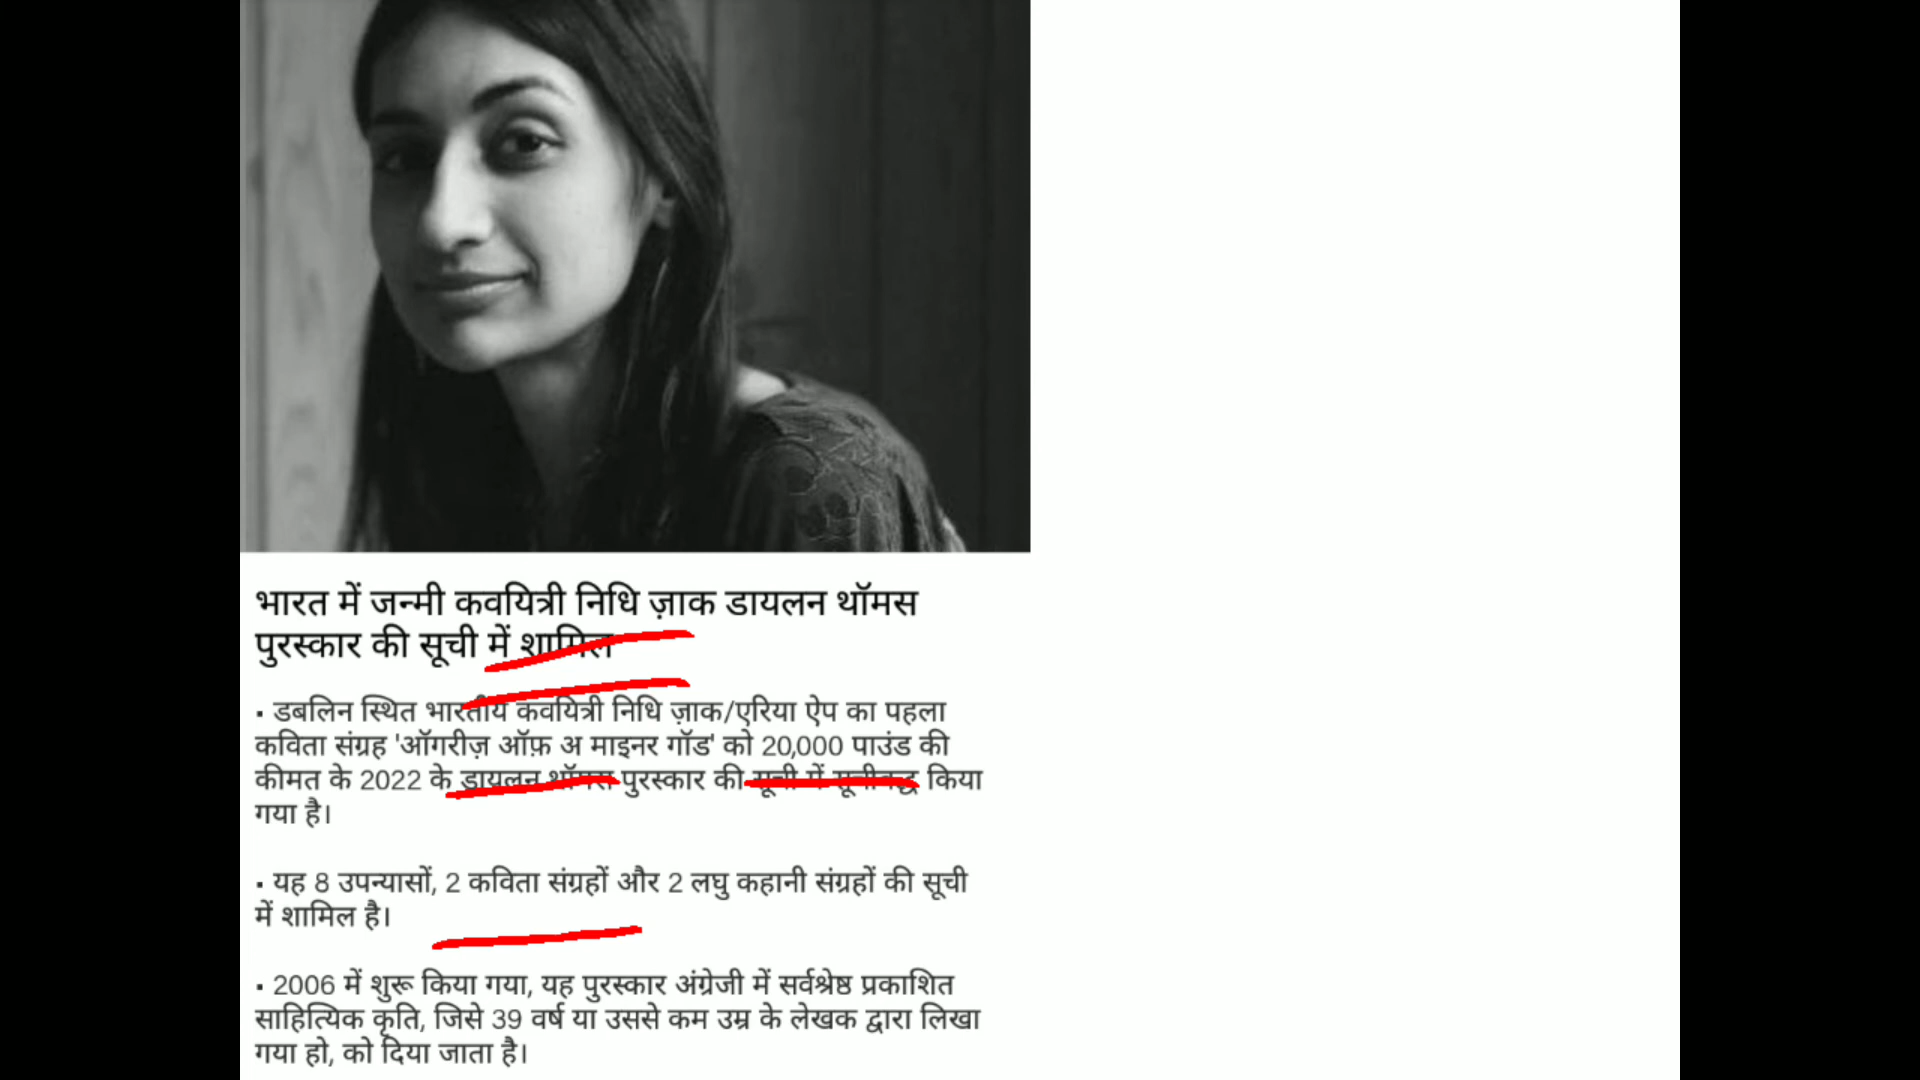 भारत में जन्मी कवयित्री निधि ज़ाक डायलन थॉमस
पुरस्कार की सूची में शामिल
▪ डबलिन स्थित भारतीय कवयित्री निधि ज़ाक/एरिया ऐप का पहला
कविता संग्रह 'ऑगरीज़ ऑफ़ अ माइनर गॉड' को 20,000 पाउंड की
कीमत के 2022 के डायलन थॉमस पुरस्कार की सूची में सूचीबद्ध किया
गया है।
▪ यह 8 उपन्यासों, 2 कविता संग्रहों और 2 लघु कहानी संग्रहों की सूची
में शामिल है।
▪ 2006 में शुरू किया गया, यह पुरस्कार अंग्रेजी में सर्वश्रेष्ठ प्रकाशित
साहित्यिक कृति, जिसे 39 वर्ष या उससे कम उम्र के लेखक द्वारा लिखा
गया हो, को दिया जाता है।